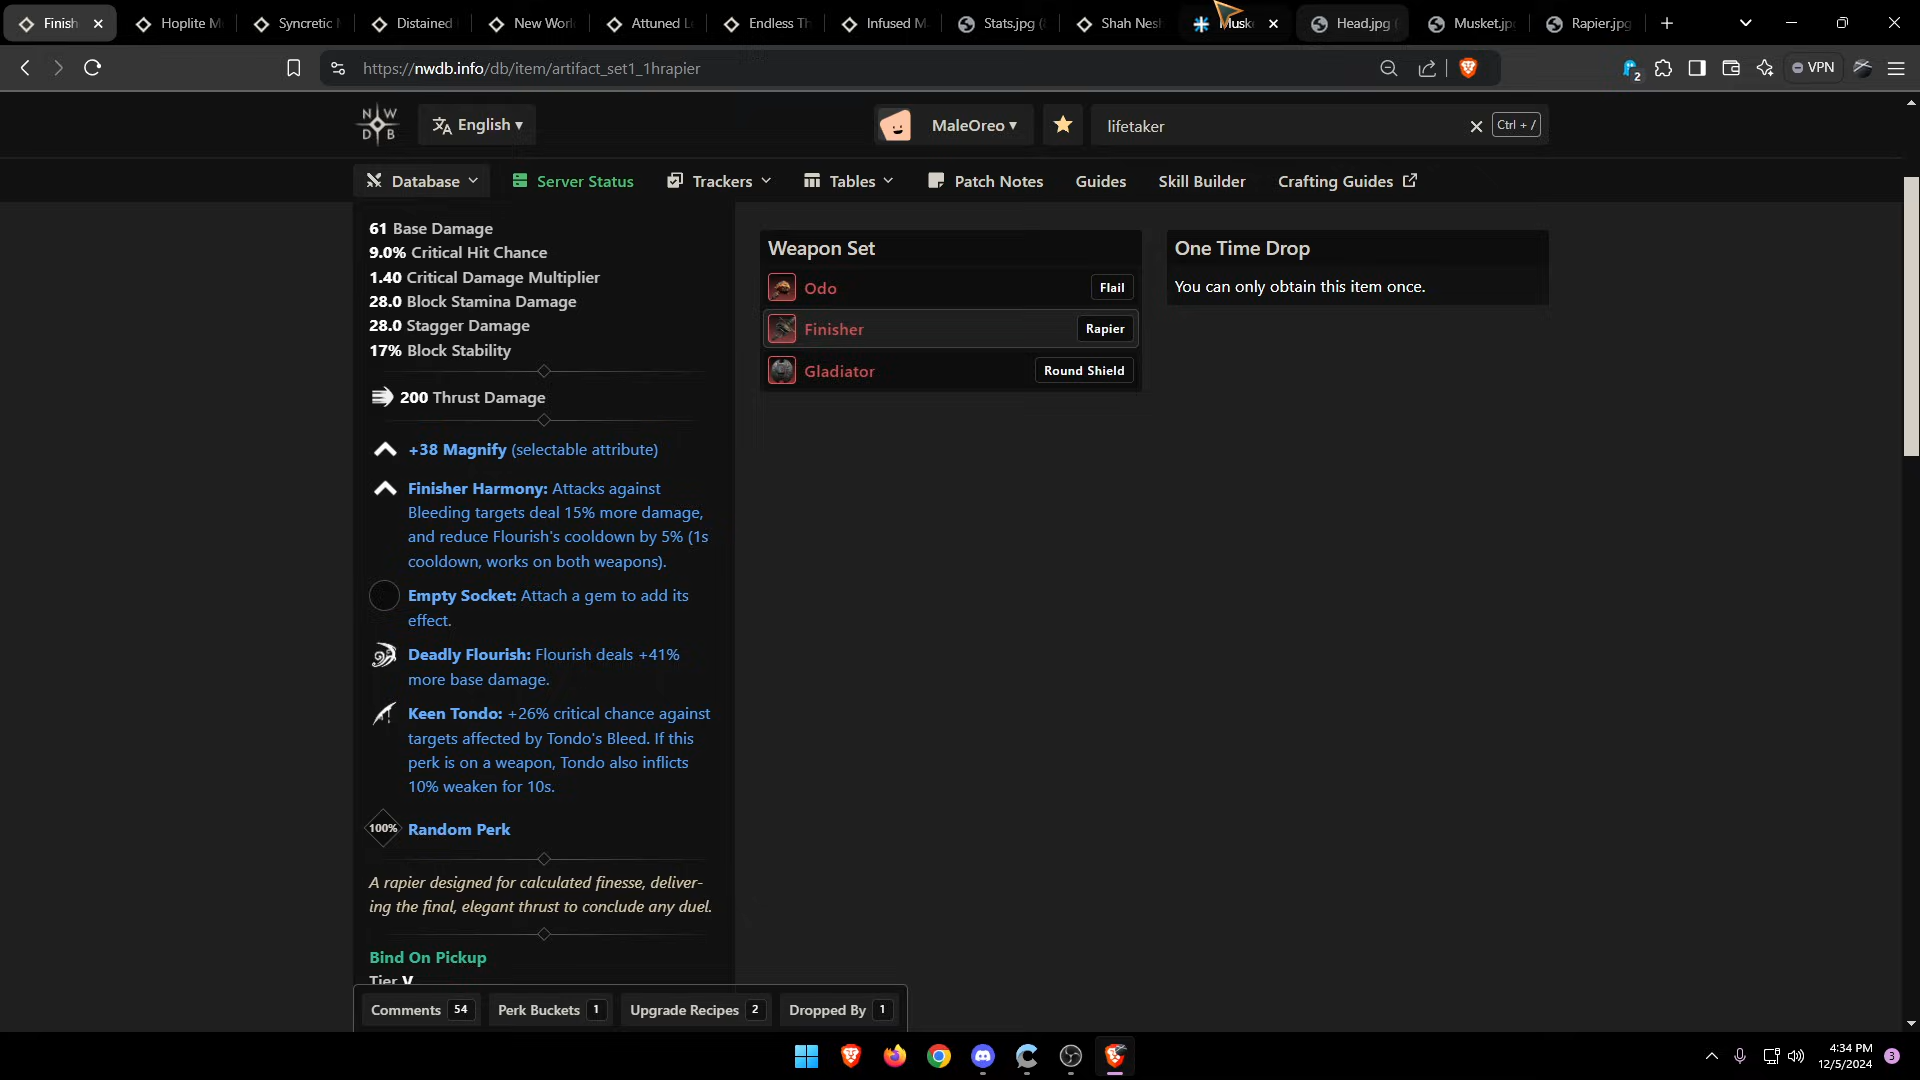 Finish
Hoplite M
Syncretic
Distained
New Worl
Attuned L
Endless Th
Infused M
Stats.jpg (
Shah Nesh
Musk
Head.jpg (
Musket.jp
Rapier.jpg
https://nwdb.info/db/item/artifact_set1_1hrapier
2
VPN
N W D B
English ▾
MaleOreo ▾
lifetaker
Ctrl + /
Database
Server Status
Trackers
Tables
Patch Notes
Guides
Skill Builder
Crafting Guides
61 Base Damage
9.0% Critical Hit Chance
1.40 Critical Damage Multiplier
28.0 Block Stamina Damage
28.0 Stagger Damage
17% Block Stability
200 Thrust Damage
+38 Magnify (selectable attribute)
Finisher Harmony: Attacks against
Bleeding targets deal 15% more damage,
and reduce Flourish's cooldown by 5% (1s
cooldown, works on both weapons).
Empty Socket: Attach a gem to add its
effect.
Deadly Flourish: Flourish deals +41%
more base damage.
Keen Tondo: +26% critical chance against
targets affected by Tondo's Bleed. If this
perk is on a weapon, Tondo also inflicts
10% weaken for 10s.
100% Random Perk
A rapier designed for calculated finesse, deliver-
ing the final, elegant thrust to conclude any duel.
Bind On Pickup
Tier V
Weapon Set
Odo Flail
Finisher Rapier
Gladiator Round Shield
One Time Drop
You can only obtain this item once.
Comments 54
Perk Buckets 1
Upgrade Recipes 2
Dropped By 1
4:34 PM
12/5/2024
3